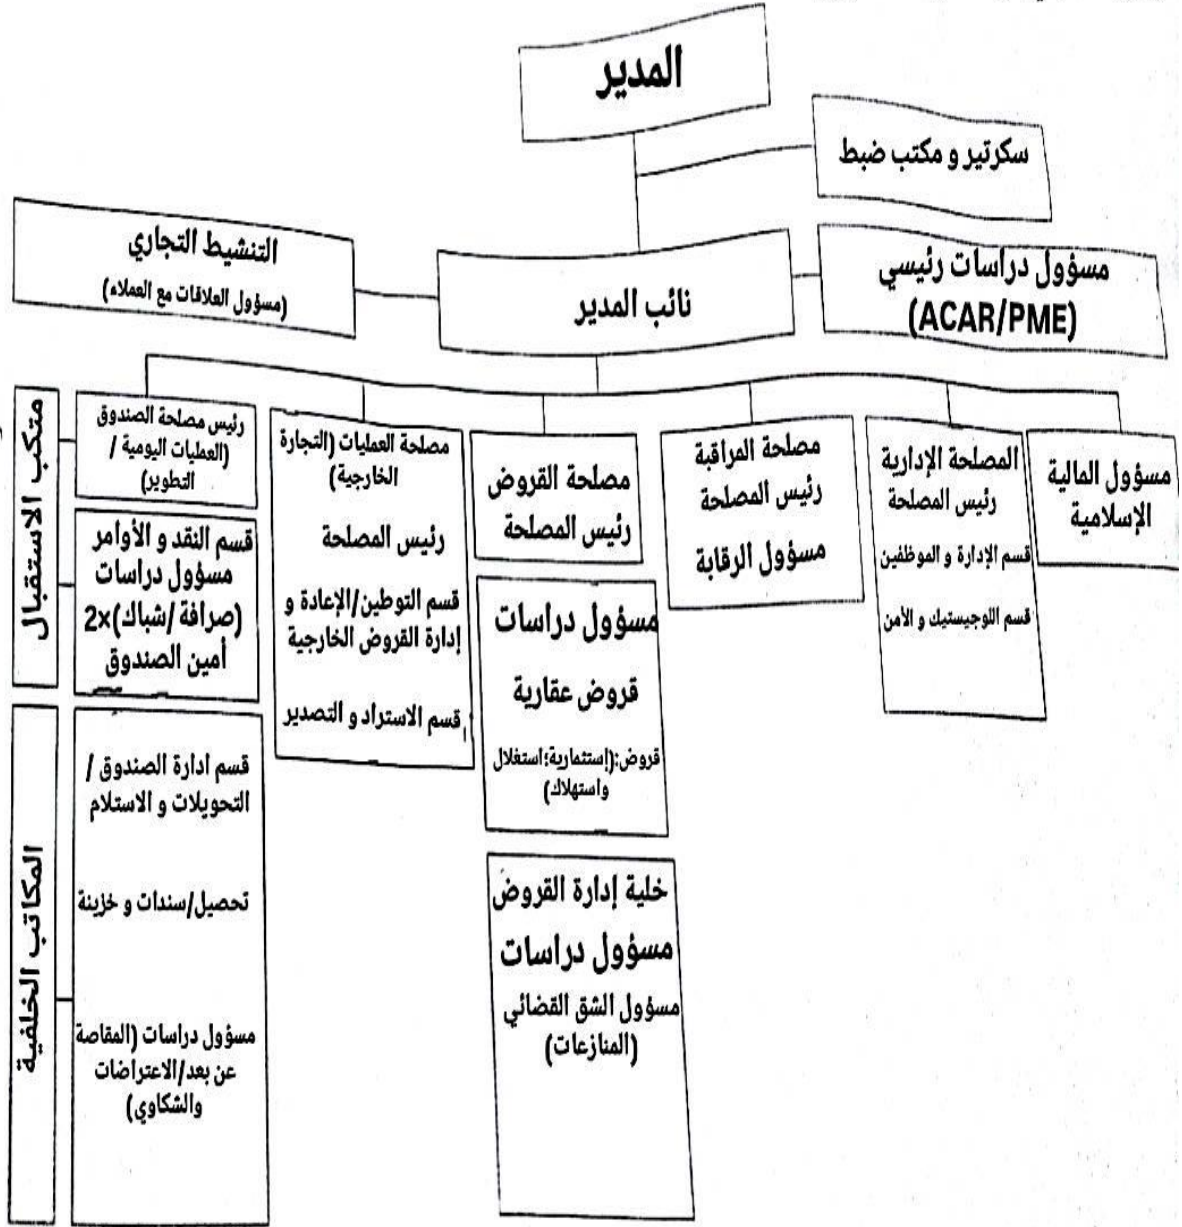 المدير
سكرتير و مكتب ضبط
مسؤول دراسات رئيسي
(ACAR/PME)
نائب المدير
التنشيط التجاري
(مسؤول العلاقات مع العملاء)
مسؤول المالية
الإسلامية
المصلحة الإدارية
رئيس المصلحة
قسم الإدارة و الموظفين
قسم اللوجيستيك و الأمن
مصلحة المراقبة
رئيس المصلحة
مسؤول الرقابة
مصلحة القروض
رئيس المصلحة
مسؤول دراسات
قروض عقارية
قروض:(إستثمارية؛استغلال
واستهلاك)
خلية إدارة القروض
مسؤول دراسات
مسؤول الشق القضائي
(المنازعات)
مصلحة العمليات (التجارة
الخارجية)
رئيس المصلحة
قسم التوطين/الإعادة و
إدارة القروض الخارجية
قسم الاستراد و التصدير
متكب الاستقبال
رئيس مصلحة الصندوق
(العمليات اليومية /
التطوير)
قسم النقد و الأوامر
مسؤول دراسات
(صرافة /شباك)×2
أمين الصندوق
المكاتب الخلفية
قسم ادارة الصندوق /
التحويلات و الاستلام
تحصيل/سندات و خزينة
مسؤول دراسات (المقاصة
عن بعد/الاعتراضات
والشكاوي)